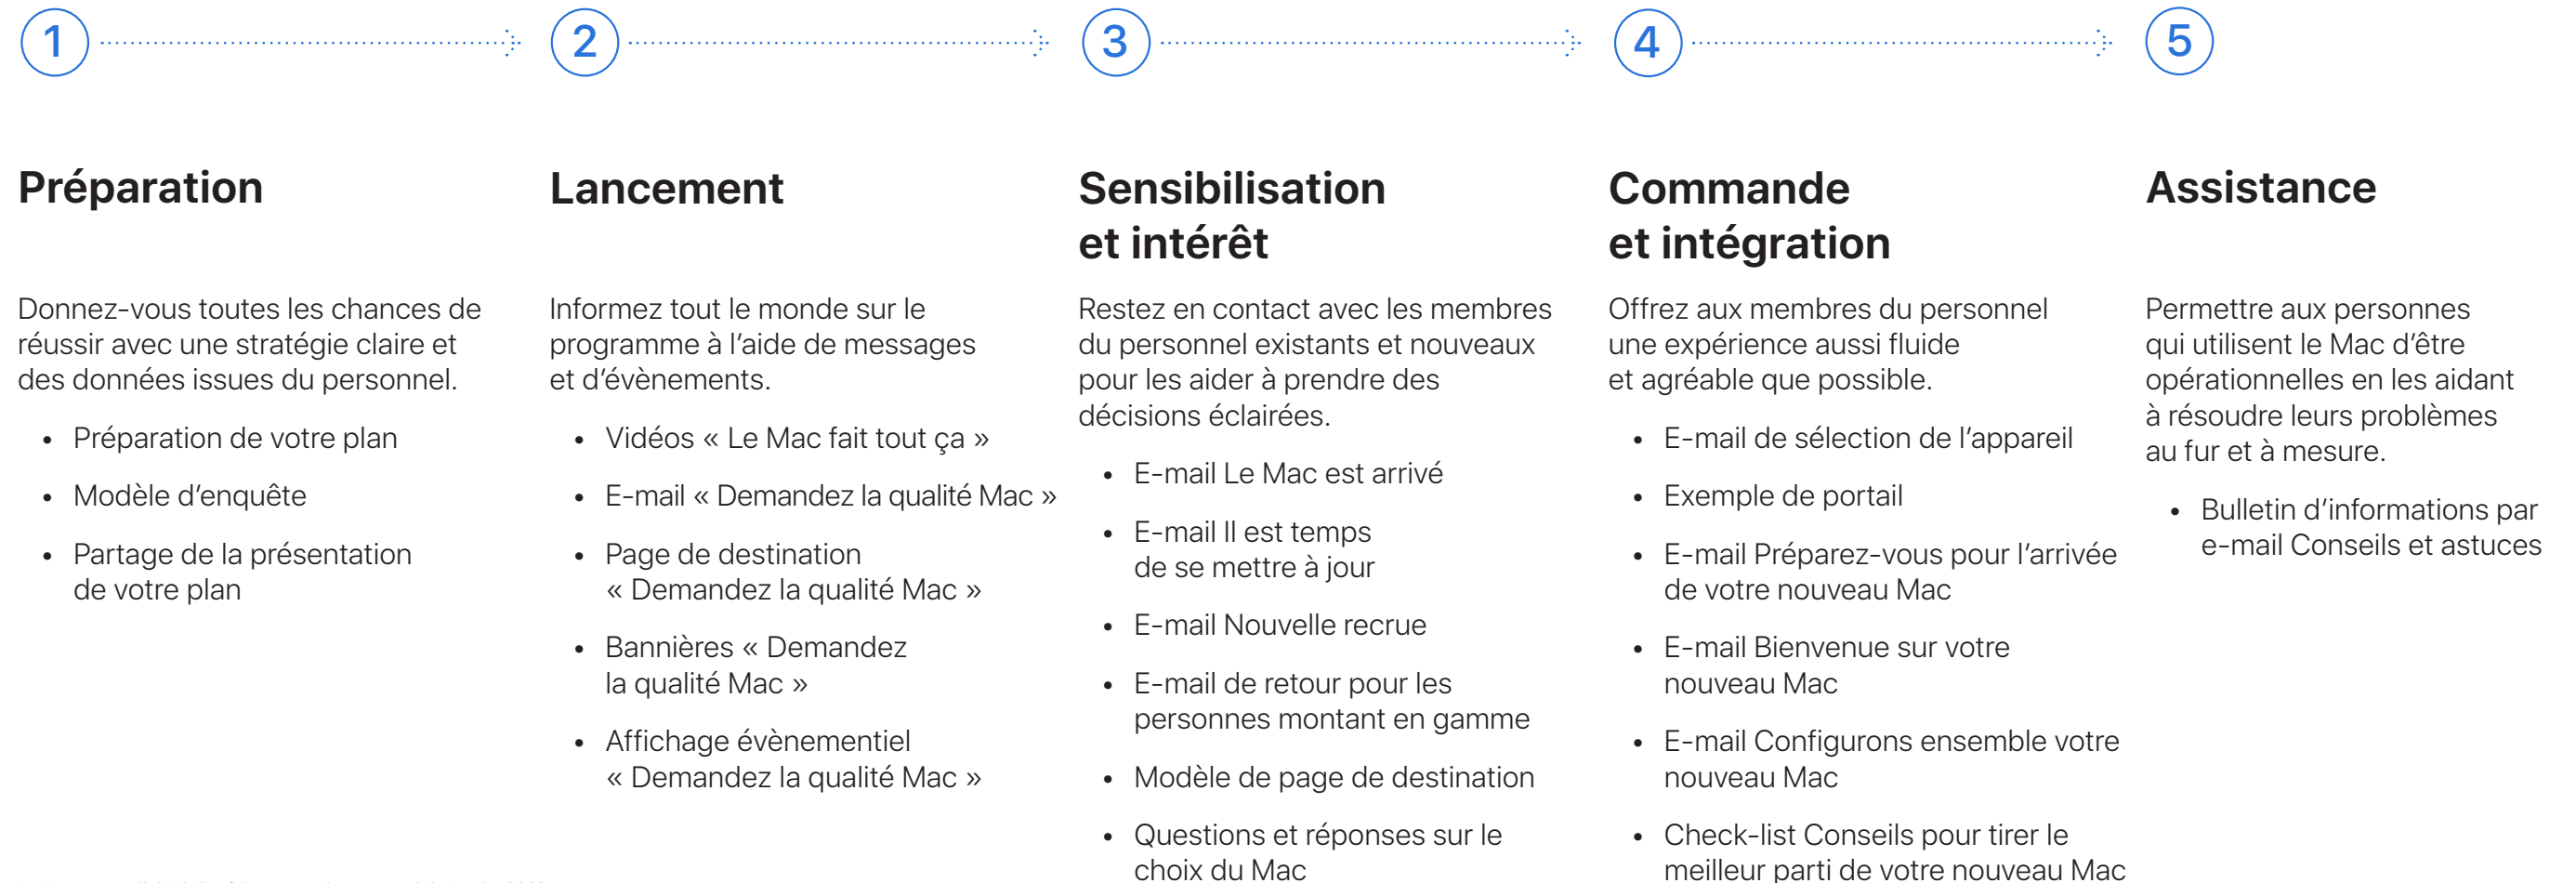 1
2
3
4
5
Préparation
Donnez-vous toutes les chances de
réussir avec une stratégie claire et
des données issues du personnel.
• Préparation de votre plan
• Modèle d’enquête
• Partage de la présentation
de votre plan
Lancement
Informez tout le monde sur le
programme à l’aide de messages
et d’évènements.
• Vidéos « Le Mac fait tout ça »
• E-mail « Demandez la qualité Mac »
• Page de destination
« Demandez la qualité Mac »
• Bannières « Demandez
la qualité Mac »
• Affichage évènementiel
« Demandez la qualité Mac »
Sensibilisation
et intérêt
Restez en contact avec les membres
du personnel existants et nouveaux
pour les aider à prendre des
décisions éclairées.
• E-mail Le Mac est arrivé
• E-mail Il est temps
de se mettre à jour
• E-mail Nouvelle recrue
• E-mail de retour pour les
personnes montant en gamme
• Modèle de page de destination
• Questions et réponses sur le
choix du Mac
Commande
et intégration
Offrez aux membres du personnel
une expérience aussi fluide
et agréable que possible.
• E-mail de sélection de l’appareil
• Exemple de portail
• E-mail Préparez-vous pour l’arrivée
de votre nouveau Mac
• E-mail Bienvenue sur votre
nouveau Mac
• E-mail Configurons ensemble votre
nouveau Mac
• Check-list Conseils pour tirer le
meilleur parti de votre nouveau Mac
Assistance
Permettre aux personnes
qui utilisent le Mac d’être
opérationnelles en les aidant
à résoudre leurs problèmes
au fur et à mesure.
• Bulletin d’informations par
e-mail Conseils et astuces